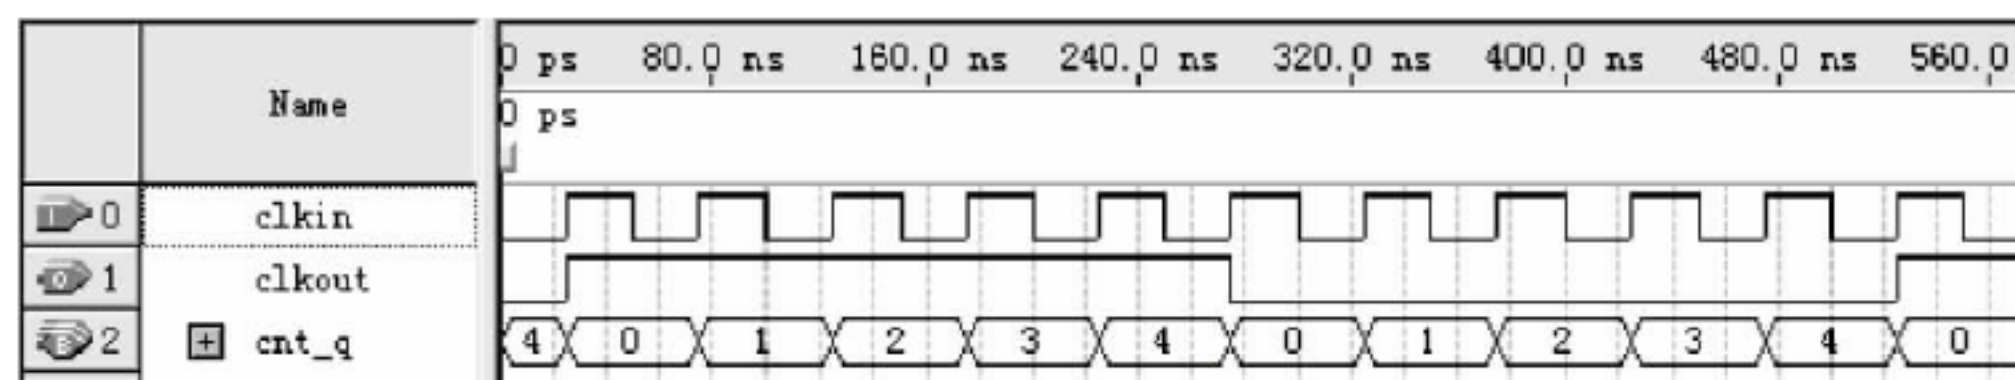 0 ps 80.0 ns 160.0 ns 240.0 ns 320.0 ns 400.0 ns 480.0 ns 560.0
Name
0 ps
0 clkin
1 clkout
2 + cnt_q 4 0 1 2 3 4 0 1 2 3 4 0